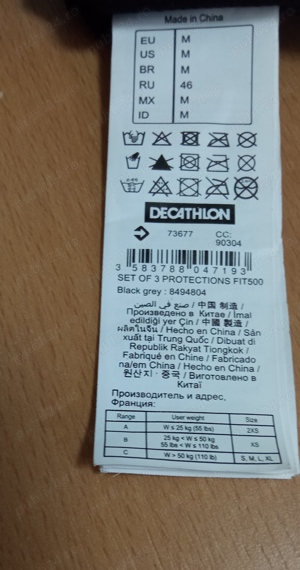 Made in China
EU M
US M
BR M
RU 46
MX M
ID M
DECATHLON
73677 CC: 90304
3 583788 047193
SET OF 3 PROTECTIONS FIT500
Black grey : 8494804
صنع في الصين / 中国 制造 /
Произведено в Китае / İmal
edildiği yer Çin / 中國 製造 /
ผลิตในจีน / Hecho en China / Sản
xuất tại Trung Quốc / Dibuat di
Republik Rakyat Tiongkok /
Fabriqué en Chine / Fabricado
na/em China / Hecho en China /
원산지 · 중국 / Виготовлено в
Китаї
Производитель и адрес,
Франция:
Range User weight Size
A W ≤ 25 kg (55 lbs) 2XS
B 25 kg < W ≤ 50 kg
55 lbs < W ≤ 110 lbs XS
C W > 50 kg (110 lb) S, M, L, XL